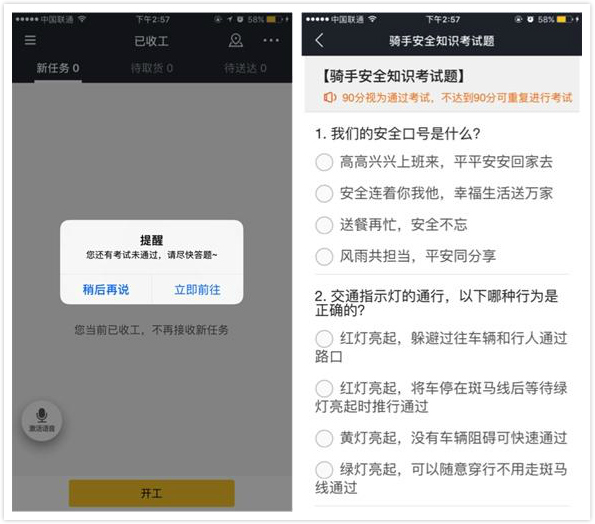 中国联通
下午2:57
58%
已收工
新任务 0
待取货 0
待送达 0
提醒
您还有考试未通过，请尽快答题~
稍后再说
立即前往
您当前已收工，不再接收新任务
激活语音
开工
中国联通
下午2:57
58%
骑手安全知识考试题
【骑手安全知识考试题】
90分视为通过考试，不达到90分可重复进行考试
1. 我们的安全口号是什么?
高高兴兴上班来，平平安安回家去
安全连着你我他，幸福生活送万家
送餐再忙，安全不忘
风雨共担当，平安同分享
2. 交通指示灯的通行，以下哪种行为是
正确的?
红灯亮起，躲避过往车辆和行人通过
路口
红灯亮起，将车停在斑马线后等待绿
灯亮起时推行通过
黄灯亮起，没有车辆阻碍可快速通过
绿灯亮起，可以随意穿行不用走斑马
线通过